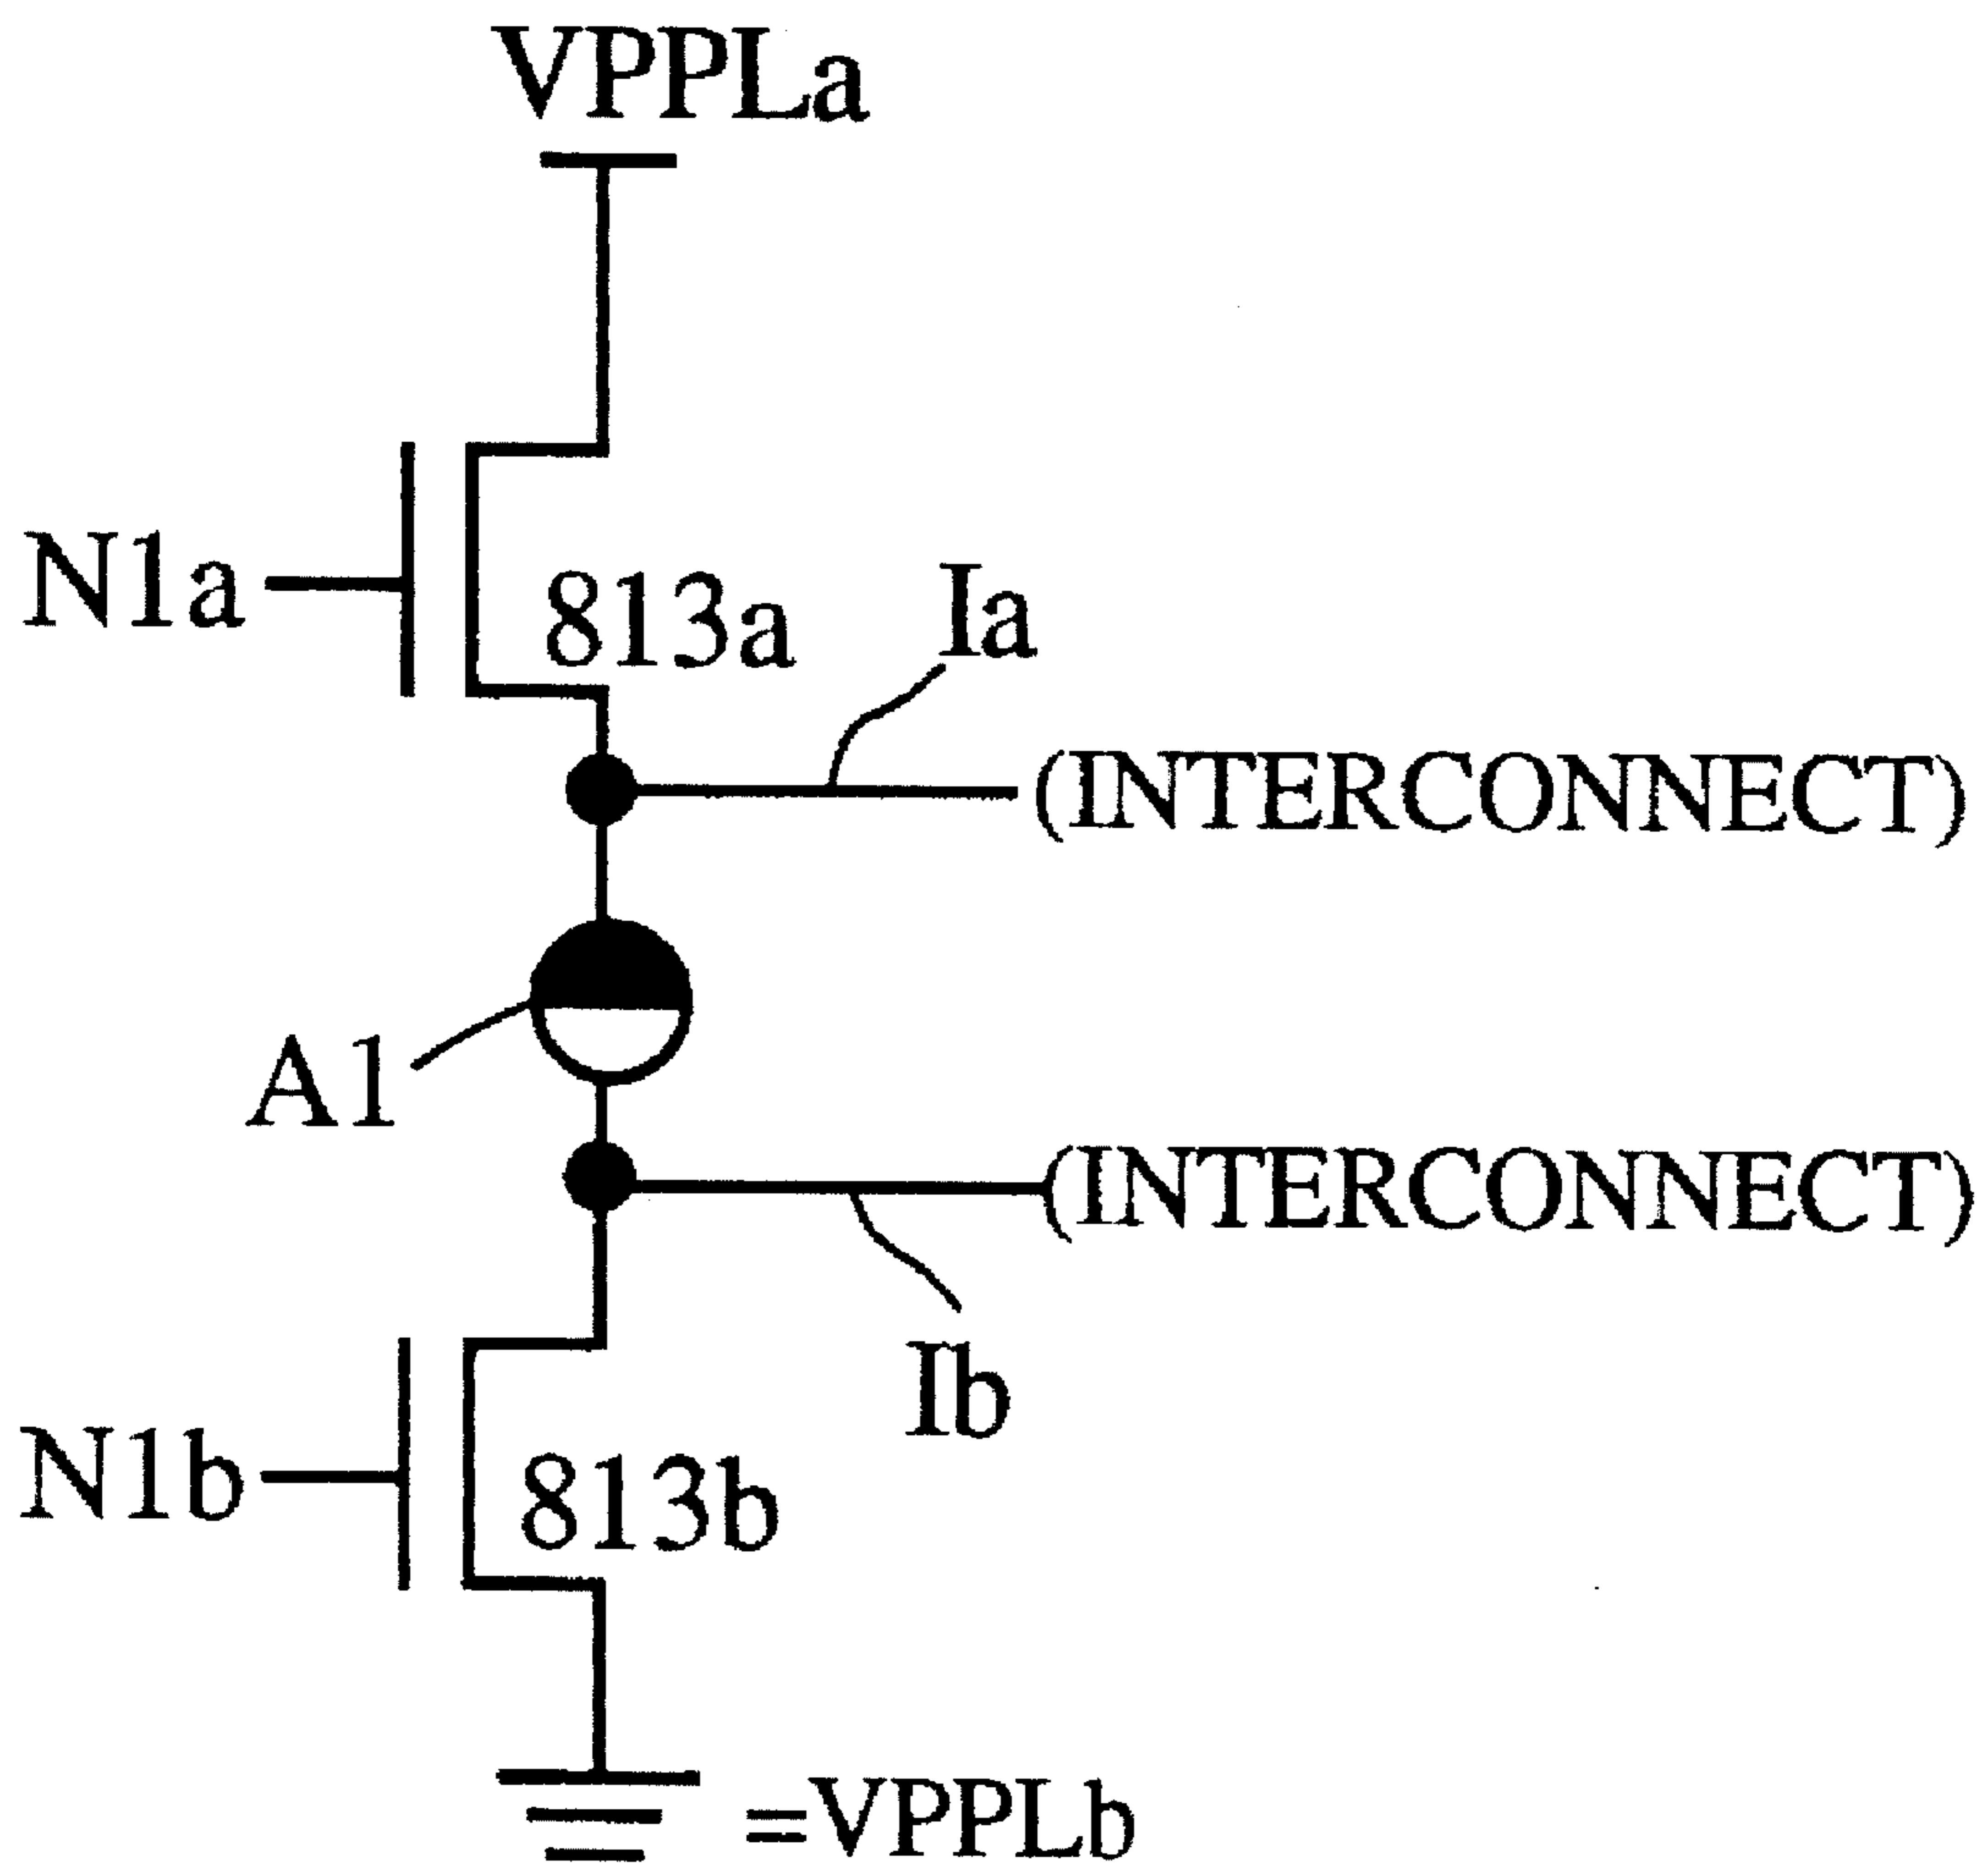 VPPLa
N1a
813a
Ia
(INTERCONNECT)
A1
(INTERCONNECT)
Ib
N1b
813b
=VPPLb